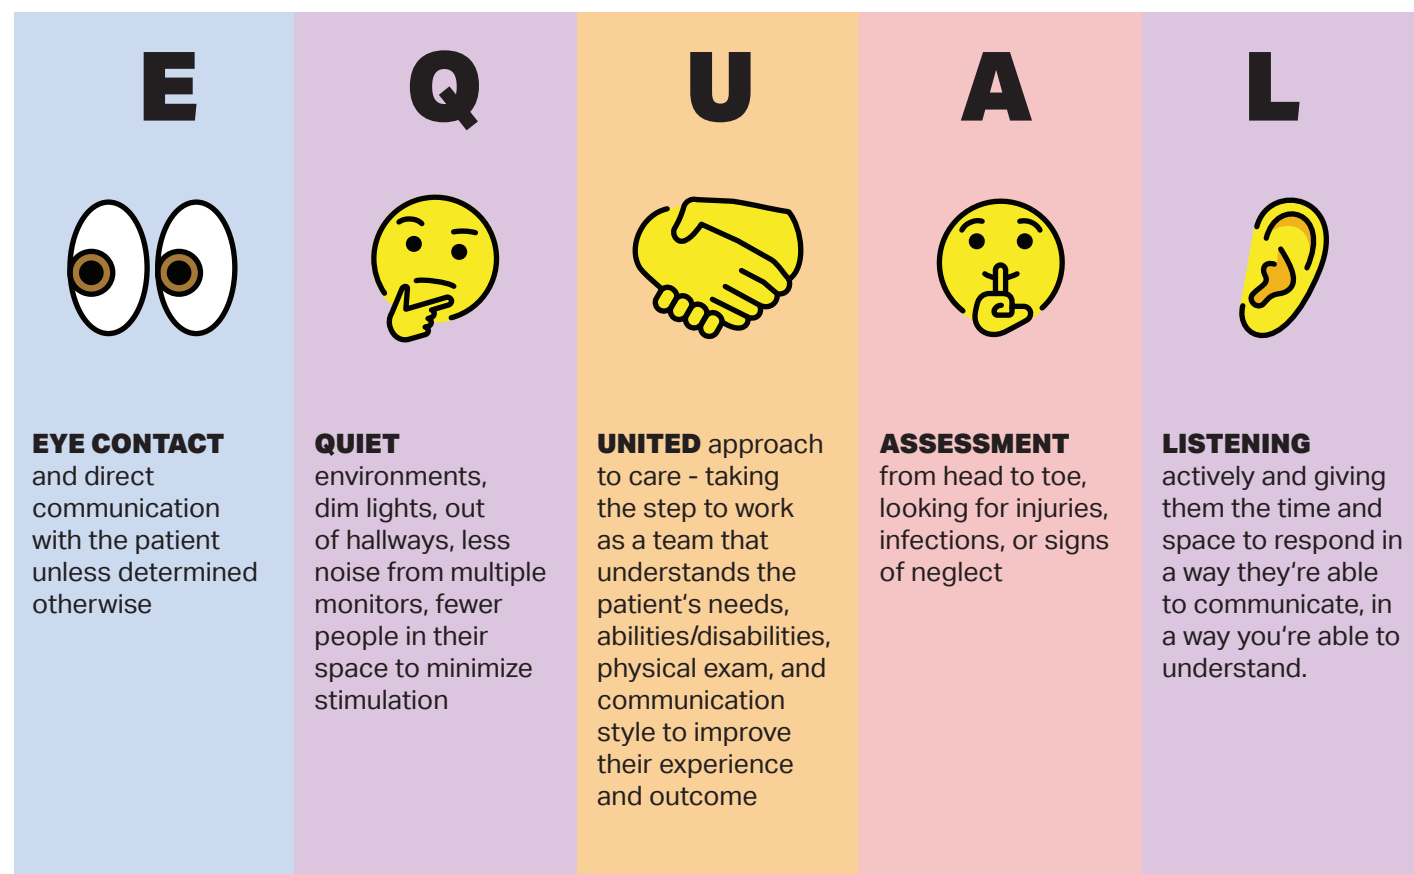 E
Q
U
A
L
EYE CONTACT
and direct
communication
with the patient
unless determined
otherwise
QUIET
environments,
dim lights, out
of hallways, less
noise from multiple
monitors, fewer
people in their
space to minimize
stimulation
UNITED approach
to care - taking
the step to work
as a team that
understands the
patient’s needs,
abilities/disabilities,
physical exam, and
communication
style to improve
their experience
and outcome
ASSESSMENT
from head to toe,
looking for injuries,
infections, or signs
of neglect
LISTENING
actively and giving
them the time and
space to respond in
a way they‘re able
to communicate, in
a way you‘re able to
understand.